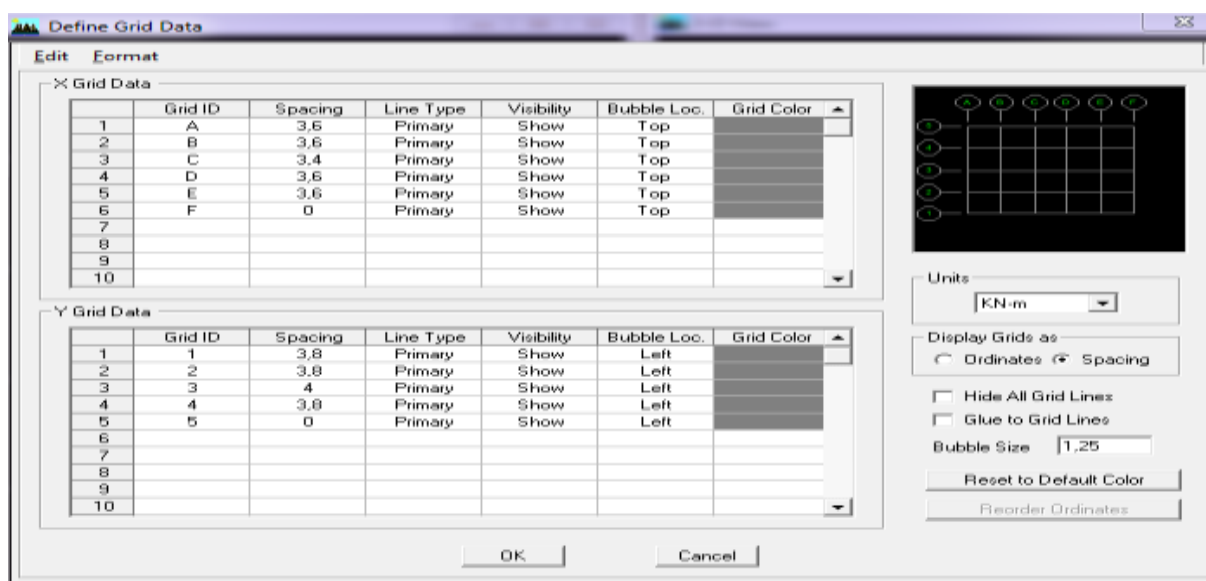 Define Grid Data
Edit Format
X Grid Data
Grid ID Spacing Line Type Visibility Bubble Loc. Grid Color
1 A 3,6 Primary Show Top
2 B 3,6 Primary Show Top
3 C 3,4 Primary Show Top
4 D 3,6 Primary Show Top
5 E 3,6 Primary Show Top
6 F 0 Primary Show Top
7
8
9
10
Y Grid Data
Grid ID Spacing Line Type Visibility Bubble Loc. Grid Color
1 1 3,8 Primary Show Left
2 2 3,8 Primary Show Left
3 3 4 Primary Show Left
4 4 3,8 Primary Show Left
5 5 0 Primary Show Left
6
7
8
9
10
A B C D E F
5
4
3
2
1
Units
KN-m
Display Grids as
Ordinates Spacing
Hide All Grid Lines
Glue to Grid Lines
Bubble Size 1,25
Reset to Default Color
Reorder Ordinates
OK Cancel